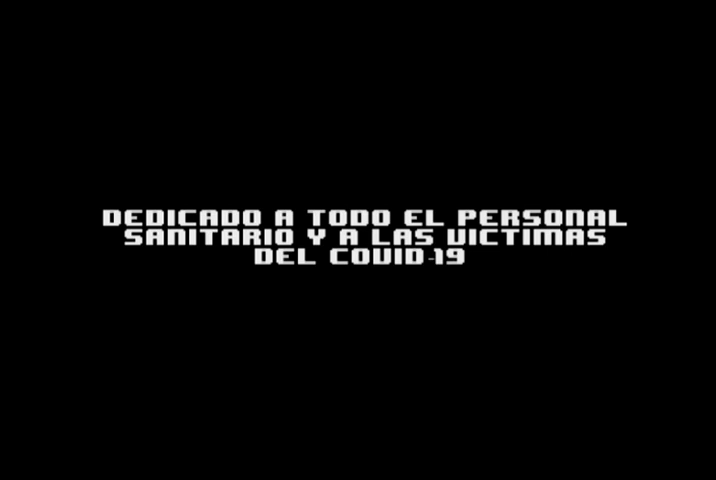 DEDICADO A TODO EL PERSONAL
SANITARIO Y A LAS VICTIMAS
DEL COVID-19